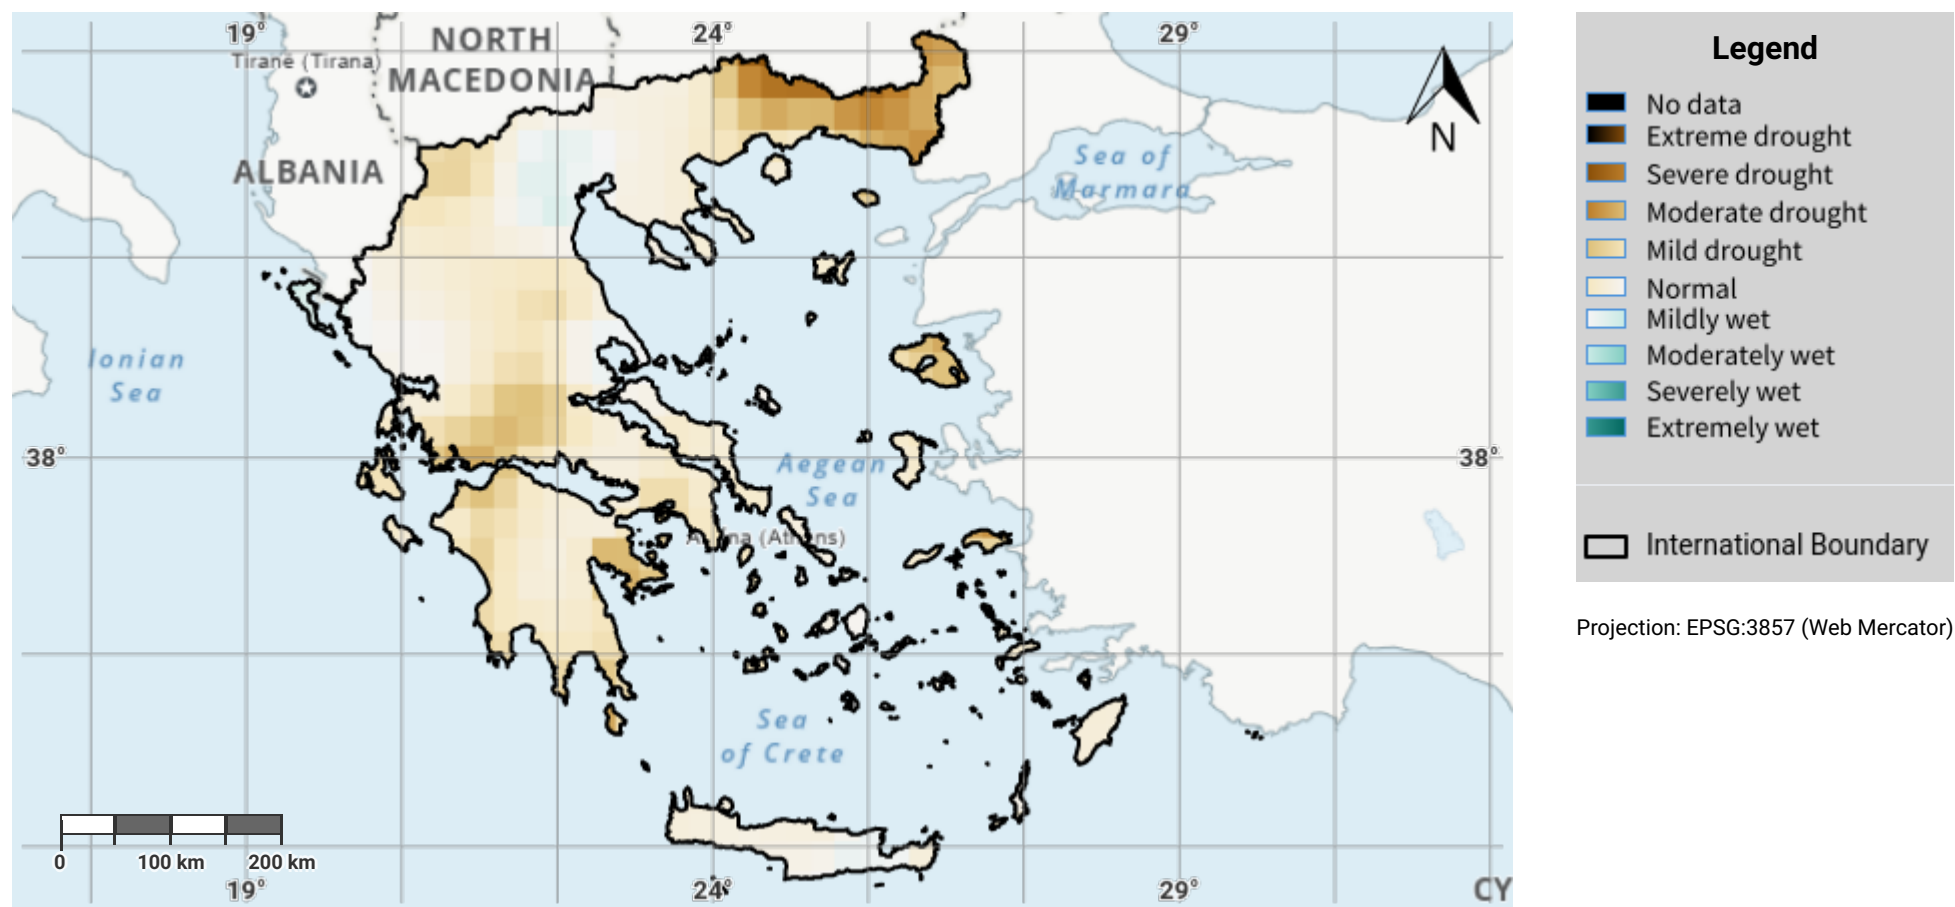 19°
24°
29°
NORTH
MACEDONIA
Tiranë (Tirana)
ALBANIA
Sea of
Marmara
Ionian
Sea
38°
38°
Aegean
Sea
(Athens)
Sea
of Crete
0
100 km
200 km
19°
24°
29°
CY
N
Legend
No data
Extreme drought
Severe drought
Moderate drought
Mild drought
Normal
Mildly wet
Moderately wet
Severely wet
Extremely wet
International Boundary
Projection: EPSG:3857 (Web Mercator)